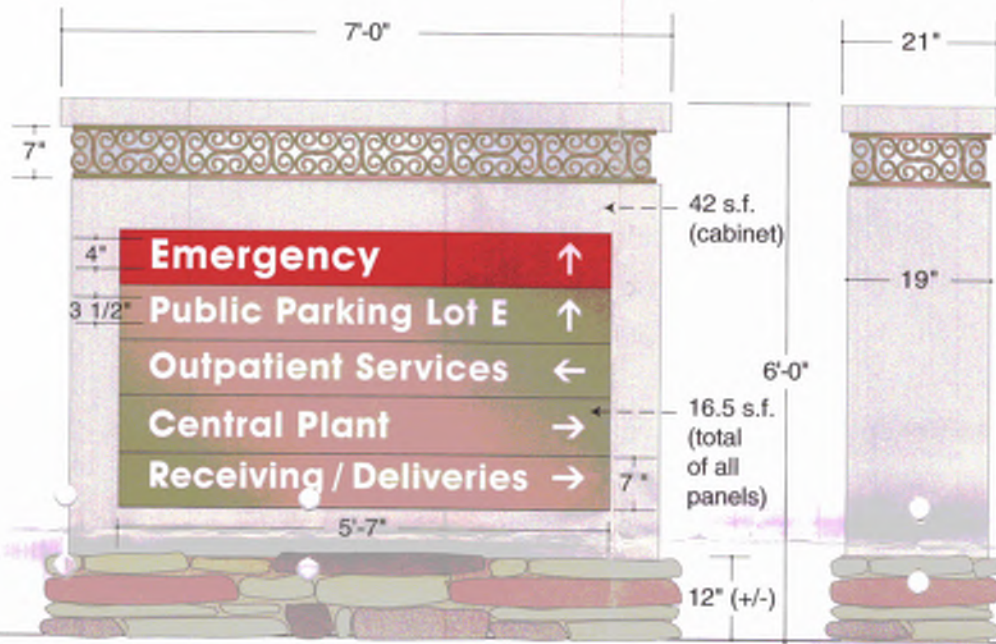 7'-0"
21"
7"
42 s.f.
(cabinet)
Emergency ↑
4"
19"
3 1/2"
Public Parking Lot E ↑
Outpatient Services ←
6'-0"
16.5 s.f.
(total
of all
panels)
Central Plant →
Receiving / Deliveries →
7"
5'-7"
12" (+/-)